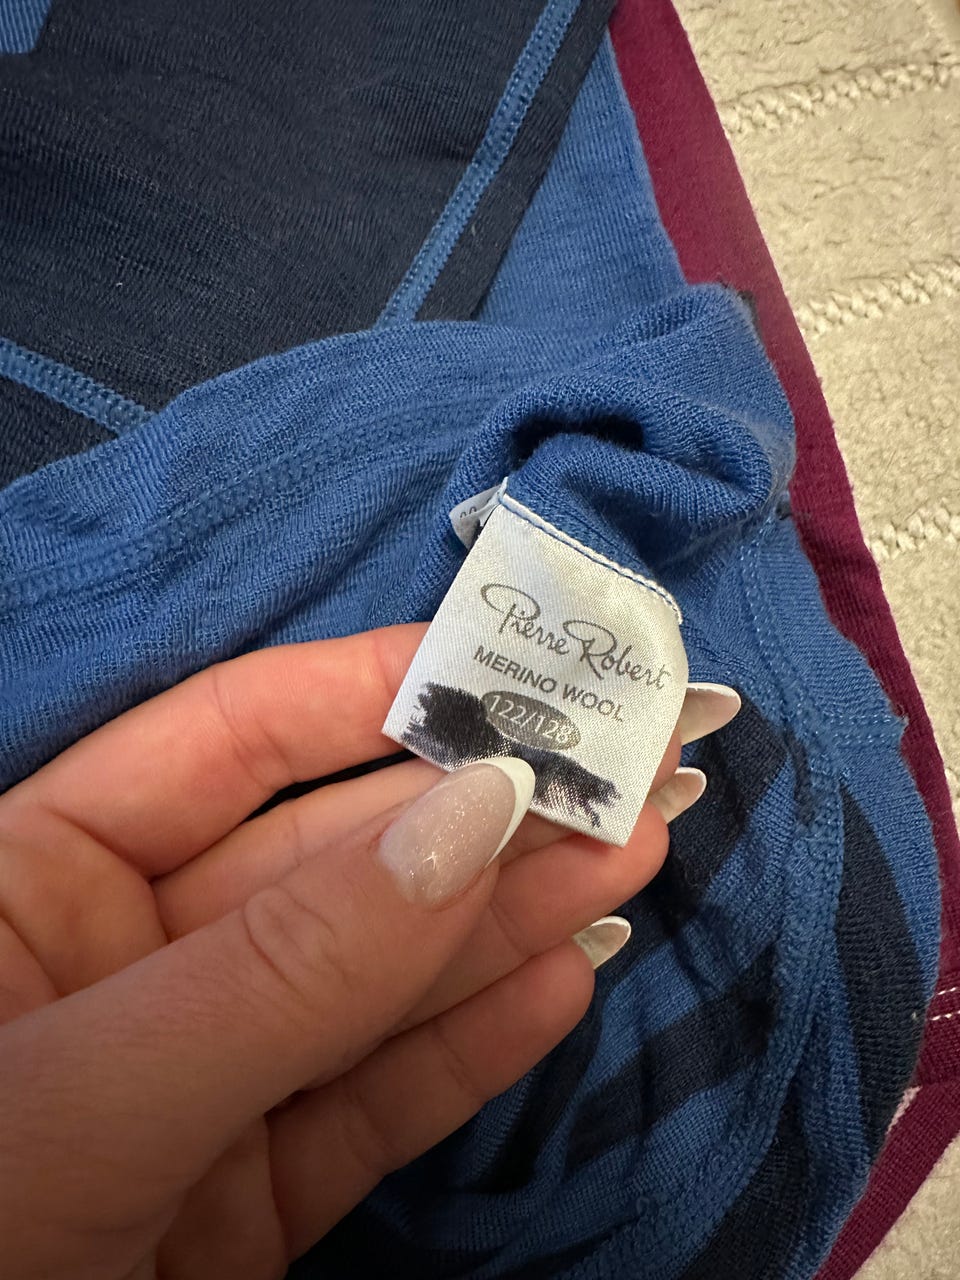 Pierre Robert
MERINO WOOL
122/128